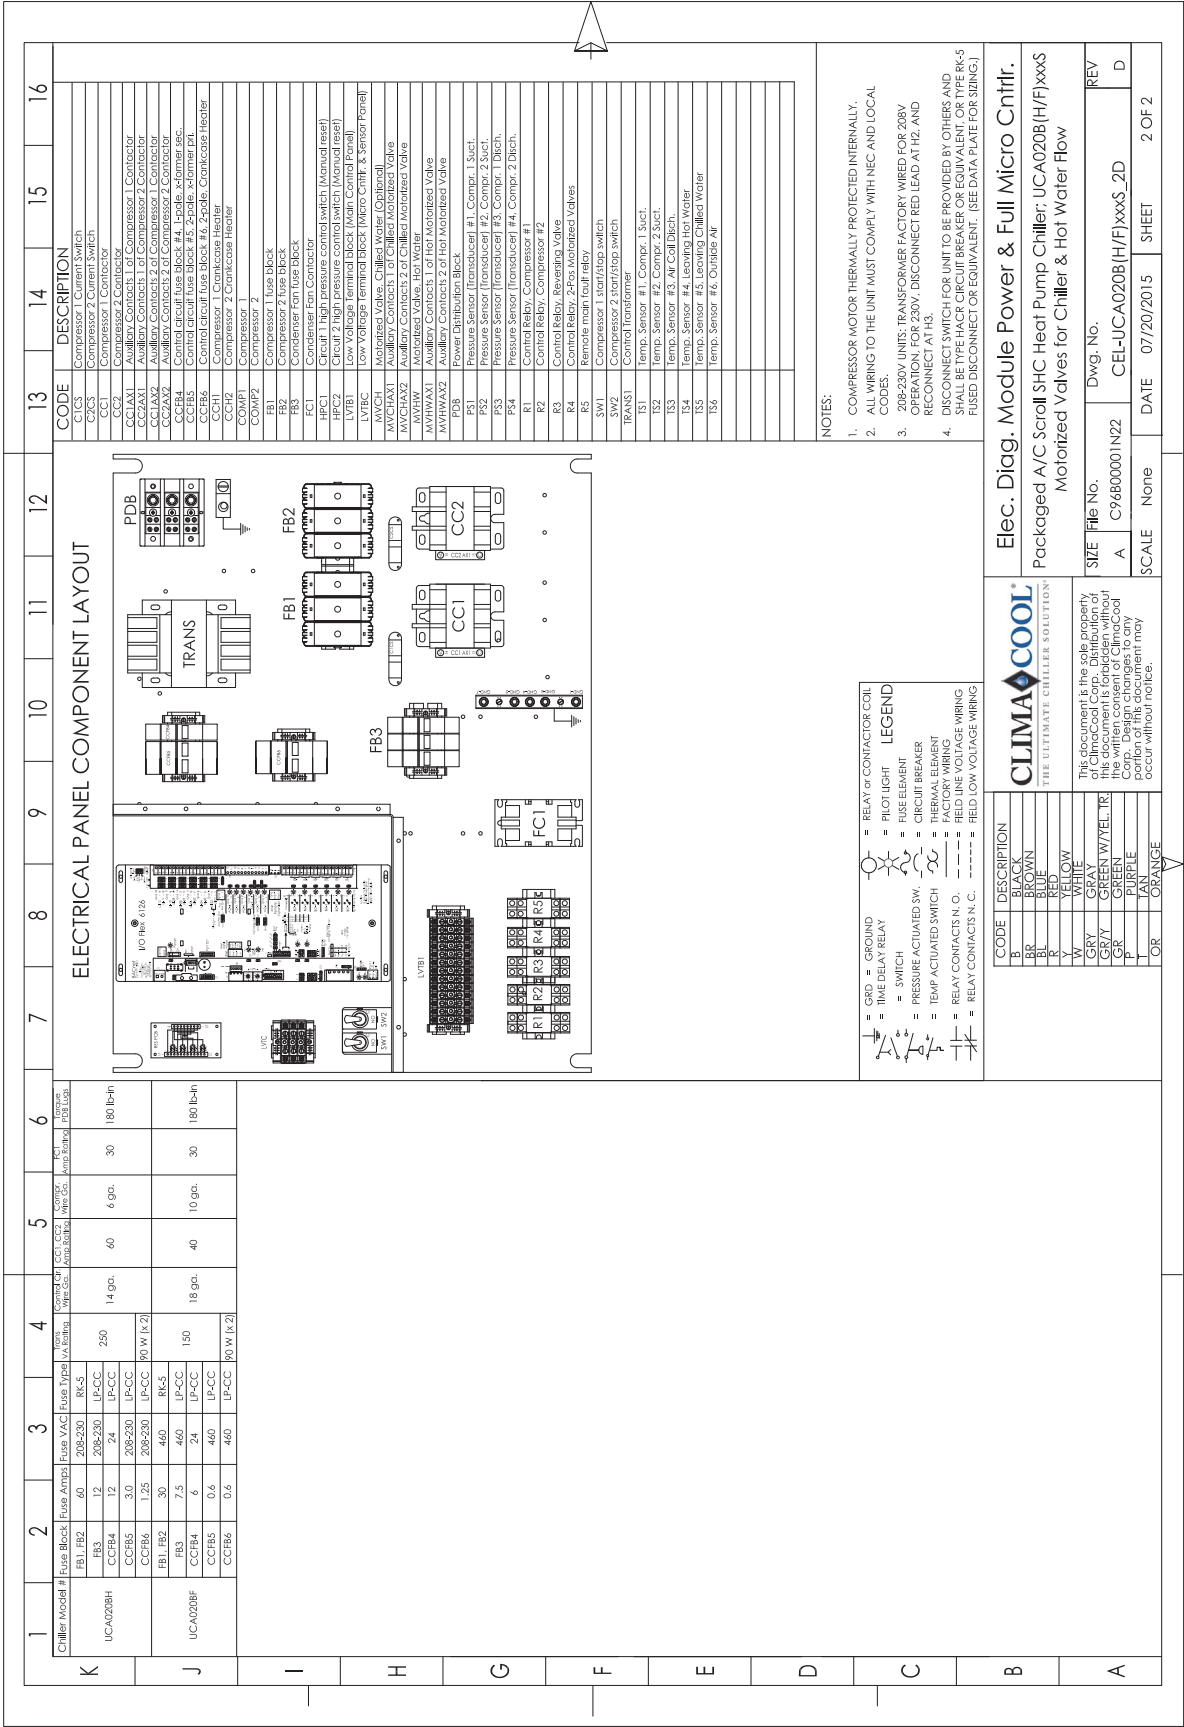 1
2
3
4
5
6
7
8
9
10
11
12
13
14
15
16
K
J
I
H
G
F
E
D
C
B
A
Chiller Model # Fuse Block Fuse Amps Fuse VAC Fuse Type Trans VA Rating Control Cir. Wire Ga. CC1, CC2 Amp Rating Compr. Wire Ga. FC1 Amp Rating Torque PDB Lugs
UCA020BH FB1, FB2 60 208-230 RK-5 250 14 ga. 60 6 ga. 30 180 lb-in
FB3 12 208-230 LP-CC
CCFB4 12 24 LP-CC
CCFB5 3.0 208-230 LP-CC
CCFB6 1.25 208-230 LP-CC 90 W (x 2)
UCA020BF FB1, FB2 30 460 RK-5 150 18 ga. 40 10 ga. 30 180 lb-in
FB3 7.5 460 LP-CC
CCFB4 6 24 LP-CC
CCFB5 0.6 460 LP-CC
CCFB6 0.6 460 LP-CC 90 W (x 2)
ELECTRICAL PANEL COMPONENT LAYOUT
I/O Flex 6126
RS5 PCB
LVTC
SW1
SW2
NO
NO
LVTB1
R1
R2
R3
R4
R5
FC1
FB3
CCFB5
CCFB4
CCFB6
TRANS
PDB
FB1
FB2
CC1
CC2
CC1 AX1
CC2 AX1
C1CS
C2CS
CODE DESCRIPTION
C1CS Compressor 1 Current Switch
C2CS Compressor 2 Current Switch
CC1 Compressor 1 Contactor
CC2 Compressor 2 Contactor
CC1AX1 Auxiliary Contacts 1 of Compressor 1 Contactor
CC2AX1 Auxiliary Contacts 1 of Compressor 2 Contactor
CC1AX2 Auxiliary Contacts 2 of Compressor 1 Contactor
CC2AX2 Auxiliary Contacts 2 of Compressor 2 Contactor
CCFB4 Control circuit fuse block #4, 1-pole, x-former sec.
CCFB5 Control circuit fuse block #5, 2-pole, x-former pri.
CCFB6 Control circuit fuse block #6, 2-pole, Crankcase Heater
CCH1 Compressor 1 Crankcase Heater
CCH2 Compressor 2 Crankcase Heater
COMP1 Compressor 1
COMP2 Compressor 2
FB1 Compressor 1 fuse block
FB2 Compressor 2 fuse block
FB3 Condenser Fan fuse block
FC1 Condenser Fan Contactor
HPC1 Circuit 1 high pressure control switch (Manual reset)
HPC2 Circuit 2 high pressure control switch (Manual reset)
LVTB1 Low Voltage Terminal block (Main Control Panel)
LVTBC Low Voltage Terminal block (Micro Cntlr. & Sensor Panel)
MVCH Motorized Valve, Chilled Water (Optional)
MVCHAX1 Auxiliary Contacts 1 of Chilled Motorized Valve
MVCHAX2 Auxiliary Contacts 2 of Chilled Motorized Valve
MVHW Motorized Valve, Hot Water
MVHWAX1 Auxiliary Contacts 1 of Hot Motorized Valve
MVHWAX2 Auxiliary Contacts 2 of Hot Motorized Valve
PDB Power Distribution Block
PS1 Pressure Sensor (Transducer) #1, Compr. 1 Suct.
PS2 Pressure Sensor (Transducer) #2, Compr. 2 Suct.
PS3 Pressure Sensor (Transducer) #3, Compr. 1 Disch.
PS4 Pressure Sensor (Transducer) #4, Compr. 2 Disch.
R1 Control Relay, Compressor #1
R2 Control Relay, Compressor #2
R3 Control Relay, Reversing Valve
R4 Control Relay, 2-Pos Motorized Valves
R5 Remote main fault relay
SW1 Compressor 1 start/stop switch
SW2 Compressor 2 start/stop switch
TRANS1 Control Transformer
TS1 Temp. Sensor #1, Compr. 1 Suct.
TS2 Temp. Sensor #2, Compr. 2 Suct.
TS3 Temp. Sensor #3, Air Coil Disch.
TS4 Temp. Sensor #4, Leaving Hot Water
TS5 Temp. Sensor #5, Leaving Chilled Water
TS6 Temp. Sensor #6, Outside Air
NOTES:
1. COMPRESSOR MOTOR THERMALLY PROTECTED INTERNALLY.
2. ALL WIRING TO THE UNIT MUST COMPLY WITH NEC AND LOCAL
CODES.
3. 208-230V UNITS: TRANSFORMER FACTORY WIRED FOR 208V
OPERATION. FOR 230V, DISCONNECT RED LEAD AT H2, AND
RECONNECT AT H3.
4. DISCONNECT SWITCH FOR UNIT TO BE PROVIDED BY OTHERS AND
SHALL BE TYPE HACR CIRCUIT BREAKER OR EQUIVALENT, OR TYPE RK-5
FUSED DISCONNECT OR EQUIVALENT. (SEE DATA PLATE FOR SIZING.)
LEGEND
= GRD = GROUND
= TIME DELAY RELAY
= SWITCH
= PRESSURE ACTUATED SW.
= TEMP ACTUATED SWITCH
= RELAY CONTACTS N. O.
= RELAY CONTACTS N. C.
= RELAY or CONTACTOR COIL
= PILOT LIGHT
= FUSE ELEMENT
= CIRCUIT BREAKER
= THERMAL ELEMENT
= FACTORY WIRING
= FIELD LINE VOLTAGE WIRING
= FIELD LOW VOLTAGE WIRING
CODE DESCRIPTION
B BLACK
BR BROWN
BL BLUE
R RED
Y YELLOW
W WHITE
GRY GRAY
GR/Y GREEN W/YEL. TR.
GR GREEN
P PURPLE
T TAN
OR ORANGE
CLIMACOOL
THE ULTIMATE CHILLER SOLUTION
This document is the sole property
of ClimaCool Corp. Distribution of
this document is forbidden without
the written consent of ClimaCool
Corp. Design changes to any
portion of this document may
occur without notice.
Elec. Diag. Module Power & Full Micro Cntrlr.
Packaged A/C Scroll SHC Heat Pump Chiller; UCA020B(H/F)xxxS
Motorized Valves for Chiller & Hot Water Flow
SIZE File No. Dwg. No. REV
A C96B00001N22 CEL-UCA020B(H/F)xxxS_2D D
SCALE None DATE 07/20/2015 SHEET 2 OF 2